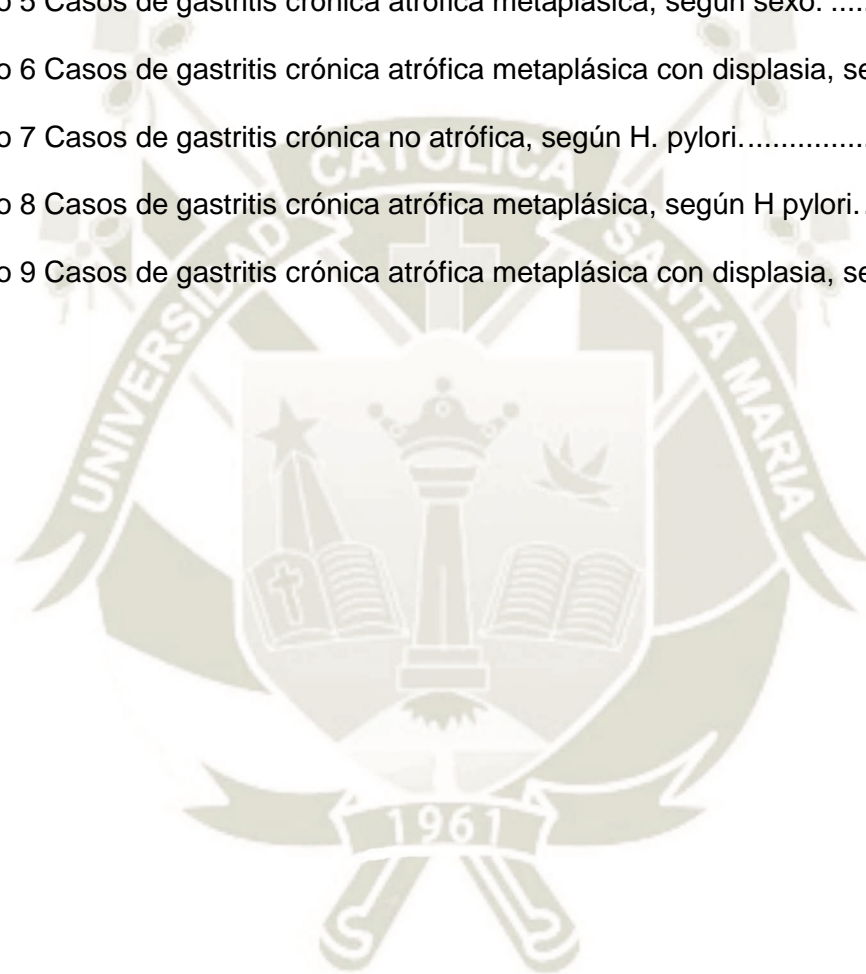 o 5 Casos de gastritis crónica atrófica metaplásica, según sexo. ....
o 6 Casos de gastritis crónica atrófica metaplásica con displasia, se
o 7 Casos de gastritis crónica no atrófica, según H. pylori................
o 8 Casos de gastritis crónica atrófica metaplásica, según H pylori..
o 9 Casos de gastritis crónica atrófica metaplásica con displasia, se
UNIVERSIDAD CATOLICA SANTA MARIA
1961